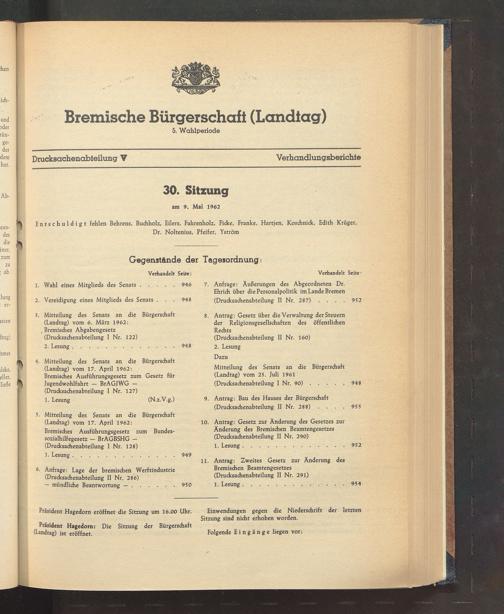 Bremische Bürgerschaft (Landtag)
5. Wahlperiode
Drucksachenabteilung V
Verhandlungsberichte
30. Sitzung
am 9. Mai 1962
Entschuldigt fehlen Behrens, Buchholz, Eilers, Fahrenholz, Ficke, Franke, Hartjen, Koschnick, Edith Krüger,
Dr. Noltenius, Pfeifer, Yström
Gegenstände der Tagesordnung:
Verhandelt Seite:
1. Wahl eines Mitglieds des Senats . . . . 946
2. Vereidigung eines Mitglieds des Senats . . . 948
3. Mitteilung des Senats an die Bürgerschaft
(Landtag) vom 6. März 1962:
Bremisches Abgabengesetz
(Drucksachenabteilung I Nr. 122)
2. Lesung . . . . . . . . . . . 948
4. Mitteilung des Senats an die Bürgerschaft
(Landtag) vom 17. April 1962:
Bremisches Ausführungsgesetz zum Gesetz für
Jugendwohlfahrt — BrAGJWG —
(Drucksachenabteilung I Nr. 127)
1. Lesung (N.z.Vg.)
5. Mitteilung des Senats an die Bürgerschaft
(Landtag) vom 17. April 1962:
Bremisches Ausführungsgesetz zum Bundes-
sozialhilfegesetz — BrAGBSHG —
(Drucksachenabteilung I Nr. 128)
1. Lesung . . . . . . . . . . . 949
6. Anfrage: Lage der bremischen Werftindustrie
(Drucksachenabteilung II Nr. 286)
— mündliche Beantwortung — . . . . . . 950
Verhandelt Seite:
7. Anfrage: Äußerungen des Abgeordneten Dr.
Ehrich über die Personalpolitik im Lande Bremen
(Drucksachenabteilung II Nr. 287) . . . . . 952
8. Antrag: Gesetz über die Verwaltung der Steuern
der Religionsgesellschaften des öffentlichen
Rechts
(Drucksachenabteilung II Nr. 160)
2. Lesung
Dazu
Mitteilung des Senats an die Bürgerschaft
(Landtag) vom 25. Juli 1961
(Drucksachenabteilung I Nr. 90) . . . . . 948
9. Antrag: Bau des Hauses der Bürgerschaft
(Drucksachenabteilung II Nr. 288) . . . . . 955
10. Antrag: Gesetz zur Änderung des Gesetzes zur
Änderung des Bremischen Beamtengesetzes
(Drucksachenabteilung II Nr. 290)
1. Lesung . . . . . . . . . . . 952
11. Antrag: Zweites Gesetz zur Änderung des
Bremischen Beamtengesetzes
(Drucksachenabteilung II Nr. 291)
1. Lesung . . . . . . . . . . . 954
Präsident Hagedorn eröffnet die Sitzung um 16.00 Uhr.
Präsident Hagedorn: Die Sitzung der Bürgerschaft
(Landtag) ist eröffnet.
Einwendungen gegen die Niederschrift der letzten
Sitzung sind nicht erhoben worden.
Folgende Eingänge liegen vor: